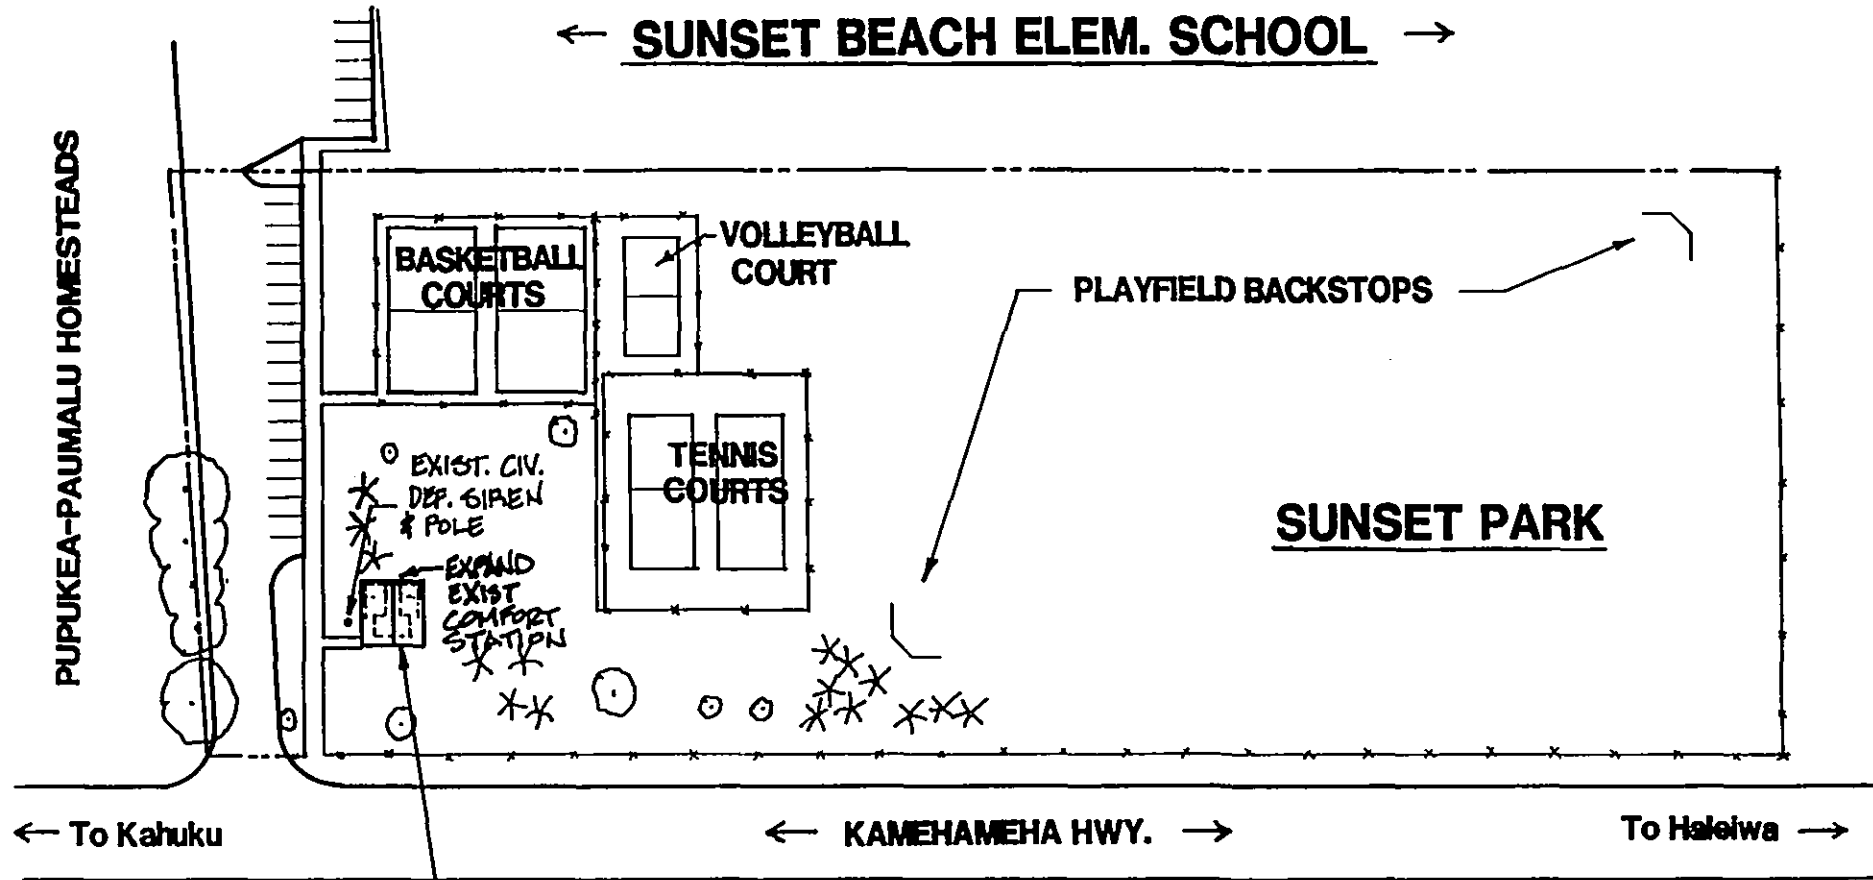 ← SUNSET BEACH ELEM. SCHOOL →
PUPUKEA-PAUMALU HOMESTEADS
BASKETBALL
COURTS
VOLLEYBALL
COURT
PLAYFIELD BACKSTOPS
EXIST. CIV.
DEF. SIREN
& POLE
TENNIS
COURTS
SUNSET PARK
EXPAND
EXIST
COMFORT
STATION
← To Kahuku
← KAMEHAMEHA HWY. →
To Haleiwa →